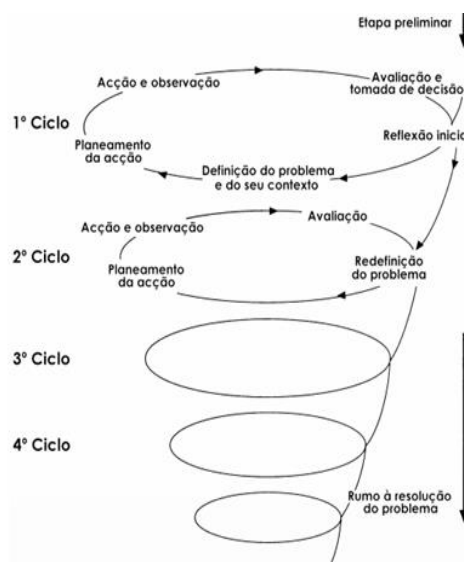 Etapa preliminar
Acção e observação
Avaliação e
tomada de decisão
1º Ciclo
Reflexão inicia
Planeamento
da acção
Definição do problema
e do seu contexto
Acção e observação
Avaliação
2º Ciclo
Planeamento
da acção
Redefinição
do problema
3º Ciclo
4º Ciclo
Rumo à resolução
do problema